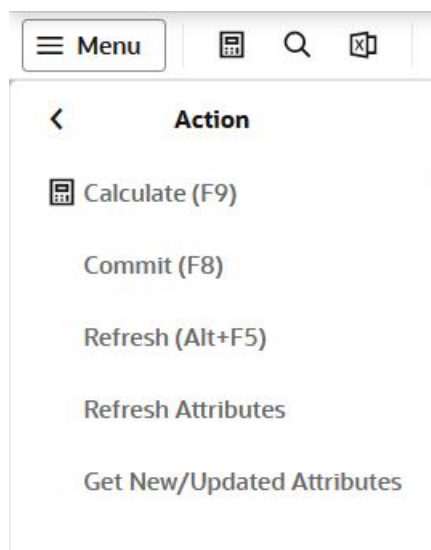 Menu
Action
Calculate (F9)
Commit (F8)
Refresh (Alt+F5)
Refresh Attributes
Get New/Updated Attributes